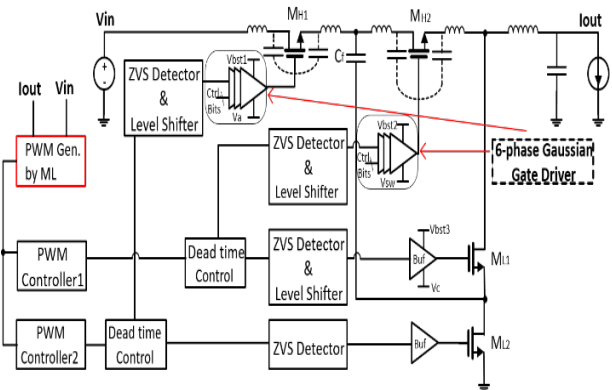 Vin
MH1
MH2
Iout
Vbst1
Cf
ZVS Detector
&
Level Shifter
Ctrl
Bits
Va
Iout
Vin
+
-
Vbst2
PWM Gen.
by ML
ZVS Detector
&
Level Shifter
Ctrl
Bits
Vsw
6-phase Gaussian
Gate Driver
PWM
Controller1
Dead time
Control
ZVS Detector
&
Level Shifter
Vbst3
Buf
Vc
ML1
PWM
Controller2
Dead time
Control
ZVS Detector
Buf
ML2